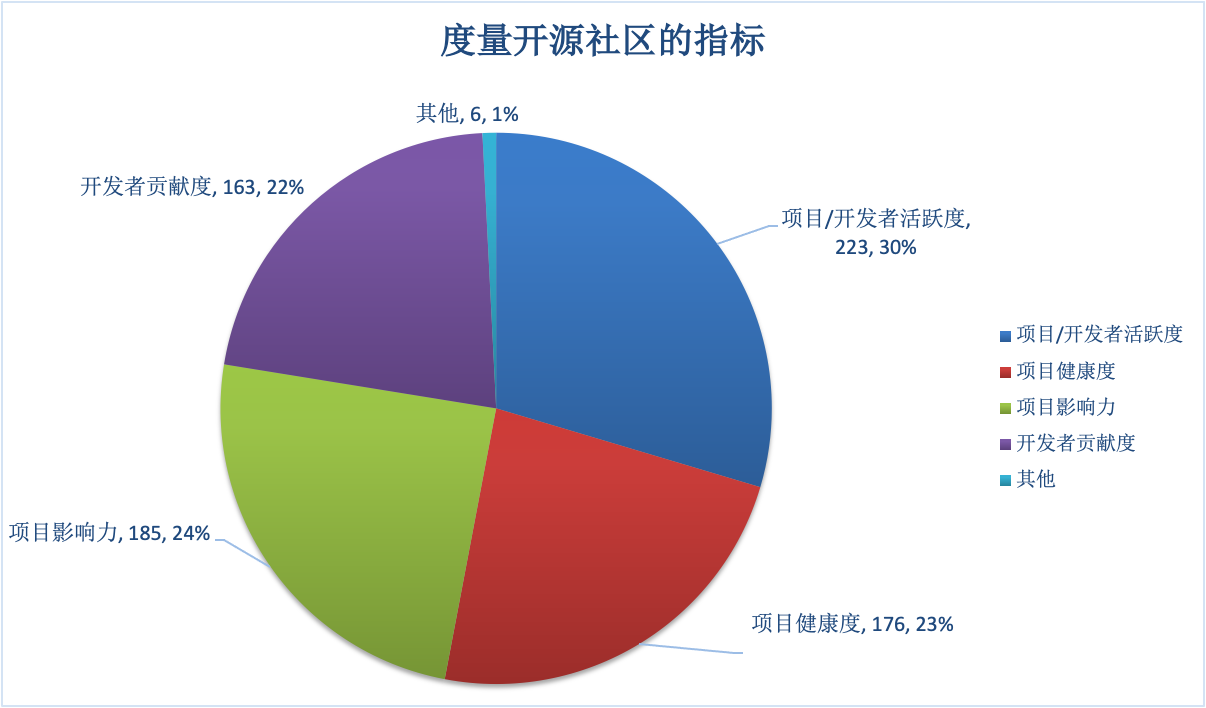 度量开源社区的指标
其他, 6, 1%
开发者贡献度, 163, 22%
项目/开发者活跃度,
223, 30%
项目/开发者活跃度
项目健康度
项目影响力
开发者贡献度
其他
项目影响力, 185, 24%
项目健康度, 176, 23%